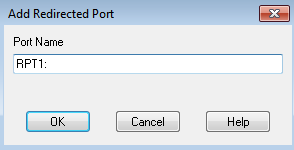 Add Redirected Port
Port Name
RPT1:
OK Cancel Help